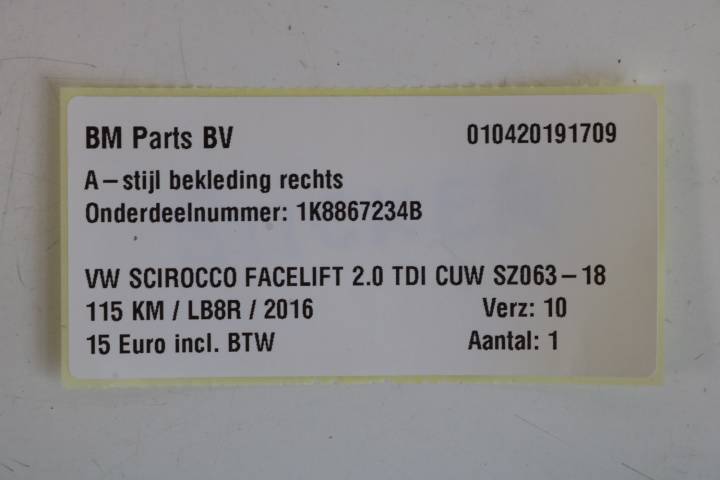 BM Parts BV 010420191709
A-stijl bekleding rechts
Onderdeelnummer: 1K8867234B
VW SCIROCCO FACELIFT 2.0 TDI CUW SZ063-18
115 KM / LB8R / 2016 Verz: 10
15 Euro incl. BTW Aantal: 1